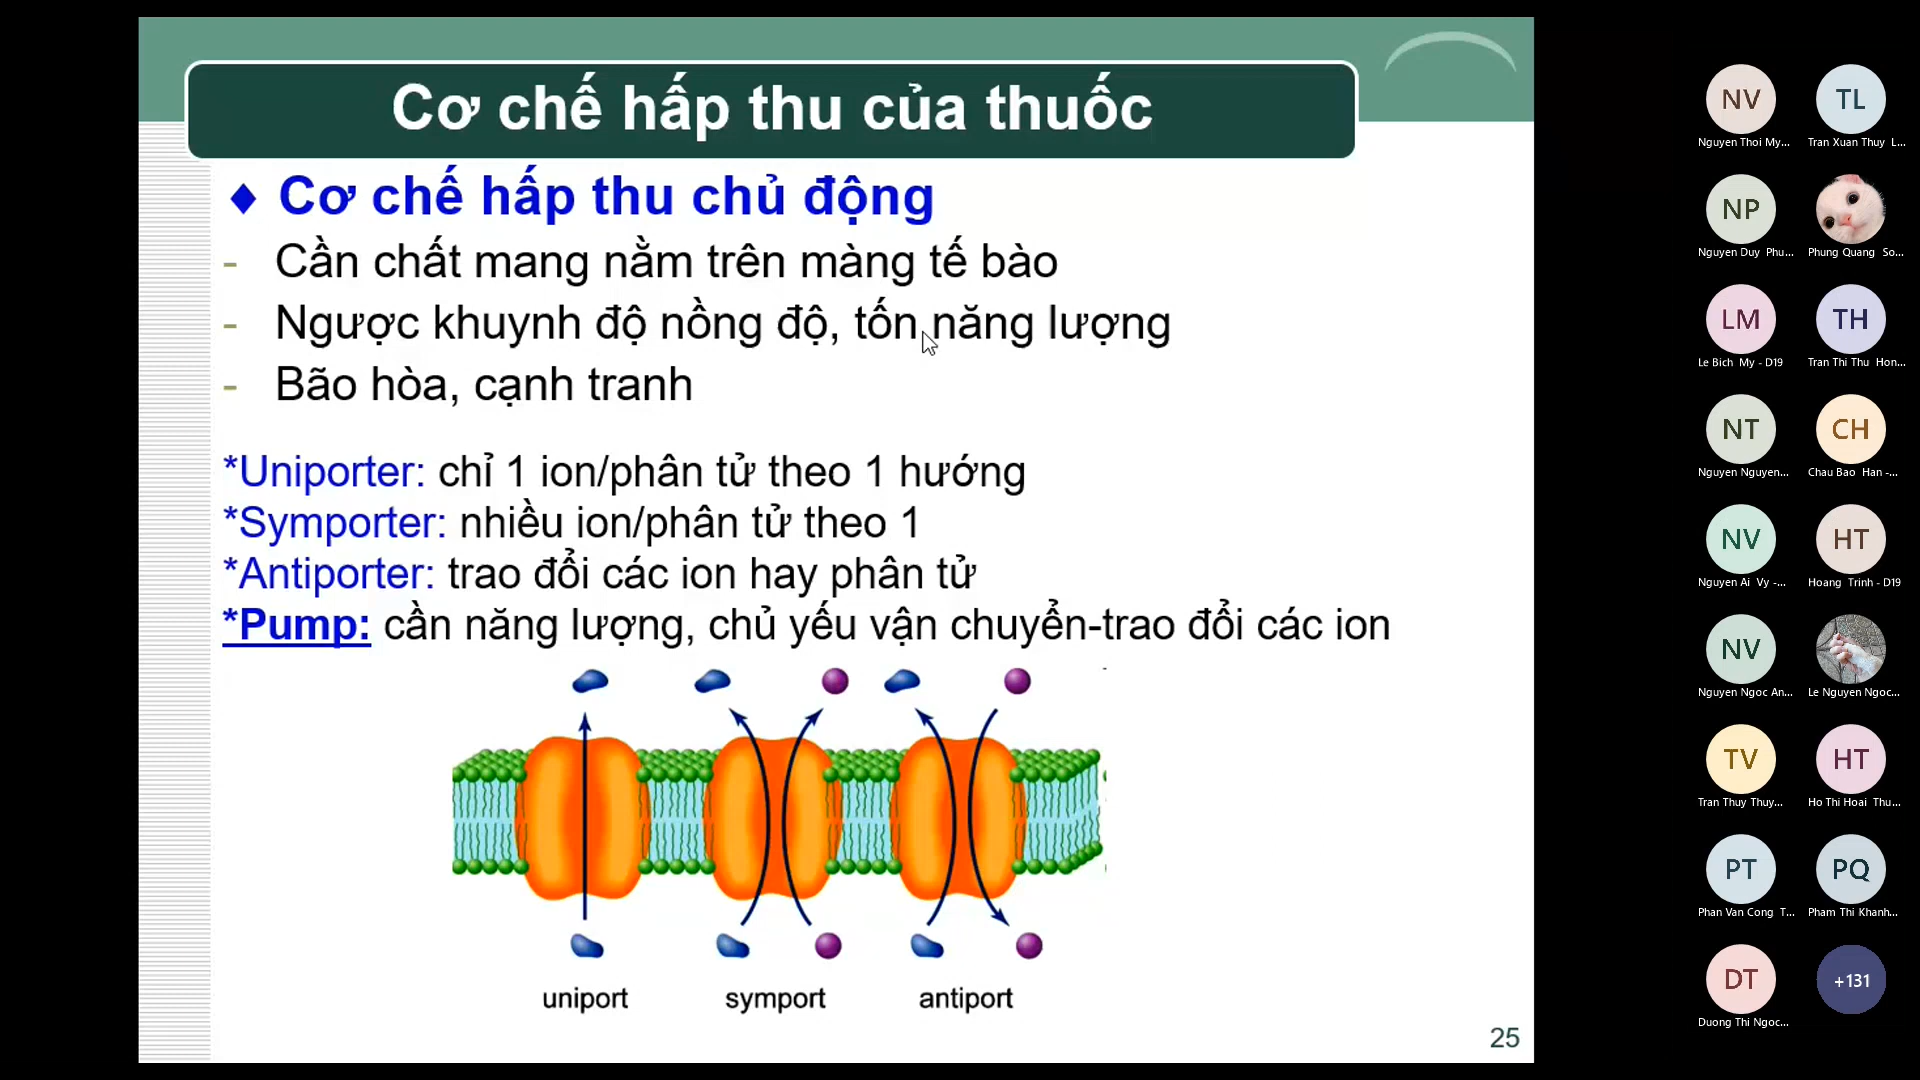 Cơ chế hấp thu của thuốc
♦ Cơ chế hấp thu chủ động
- Cần chất mang nằm trên màng tế bào
- Ngược khuynh độ nồng độ, tốn năng lượng
- Bão hòa, cạnh tranh
*Uniporter: chỉ 1 ion/phân tử theo 1 hướng
*Symporter: nhiều ion/phân tử theo 1
*Antiporter: trao đổi các ion hay phân tử
*Pump: cần năng lượng, chủ yếu vận chuyển-trao đổi các ion
uniport symport antiport
25
NV TL
Nguyen Thoi My... Tran Xuan Thuy L...
NP
Nguyen Duy Phu... Phung Quang So...
LM TH
Le Bich My - D19 Tran Thi Thu Hon...
NT CH
Nguyen Nguyen... Chau Bao Han -...
NV HT
Nguyen Ai Vy -... Hoang Trinh - D19
NV
Nguyen Ngoc An... Le Nguyen Ngoc...
TV HT
Tran Thuy Thuy... Ho Thi Hoai Thu...
PT PQ
Phan Van Cong T... Pham Thi Khanh...
DT +131
Duong Thi Ngoc...